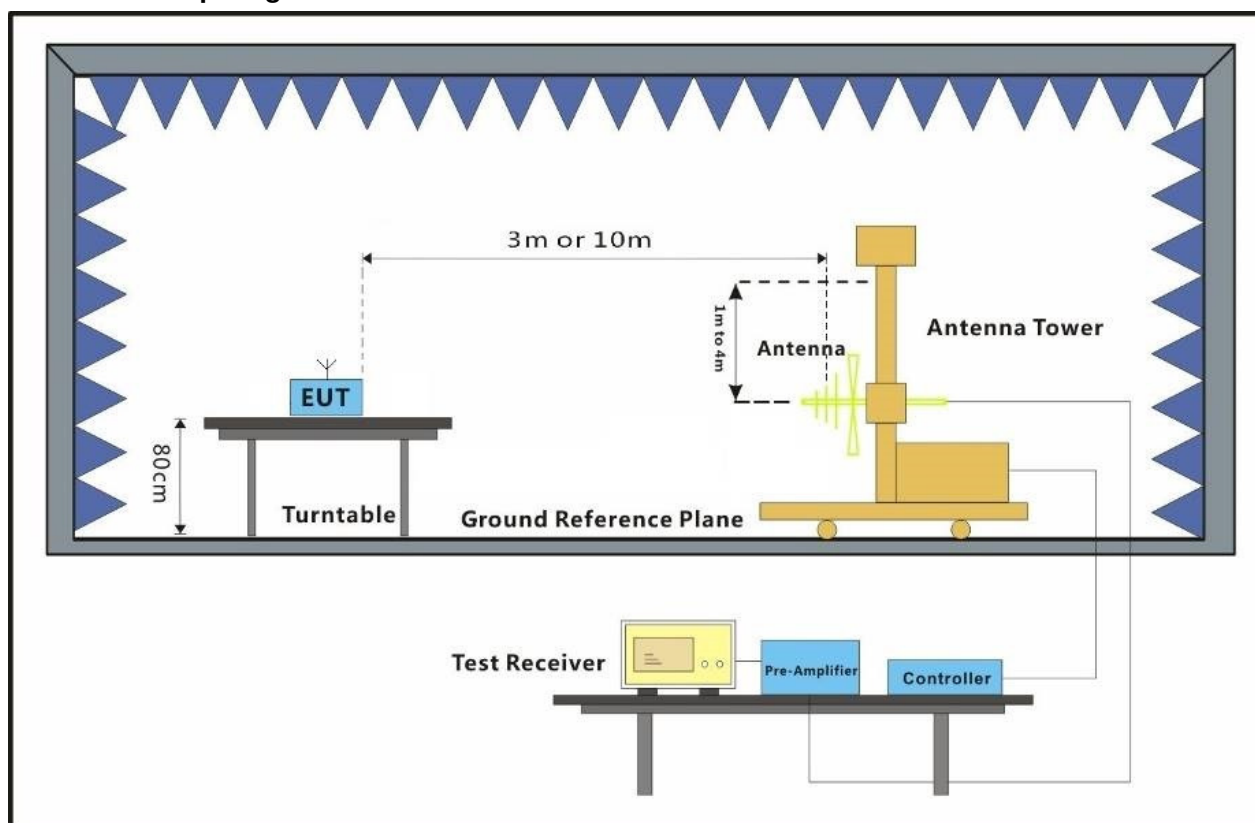 3m or 10m
1m to 4m
Antenna
Antenna Tower
EUT
80cm
Turntable
Ground Reference Plane
Test Receiver
Pre-Amplifier
Controller